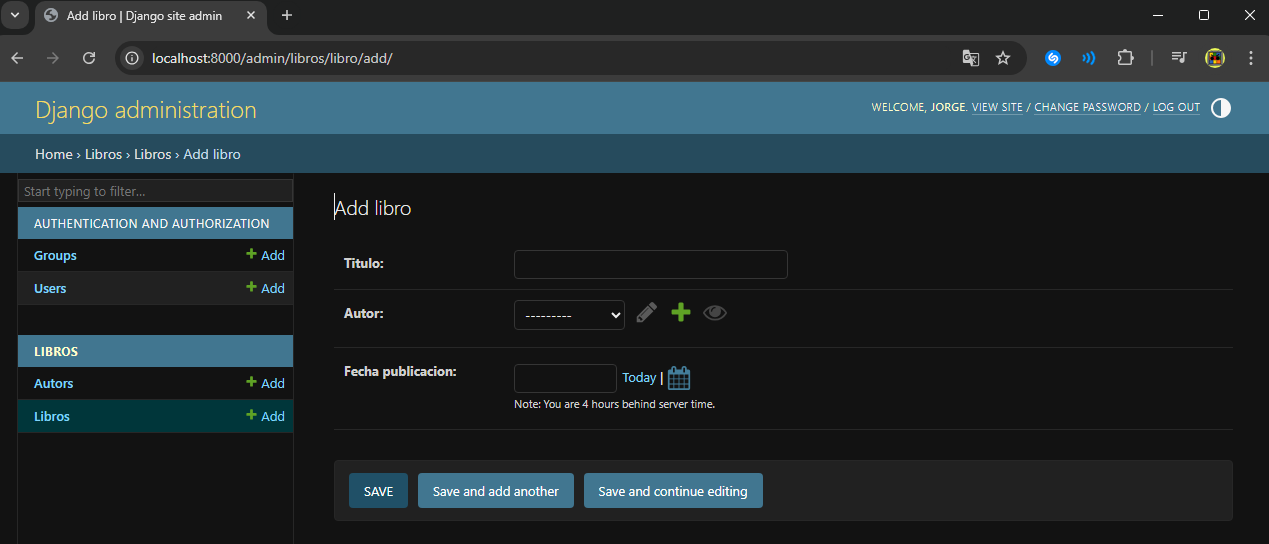 Add libro | Django site admin
localhost:8000/admin/libros/libro/add/
Django administration
WELCOME, JORGE. VIEW SITE / CHANGE PASSWORD / LOG OUT
Home › Libros › Libros › Add libro
Start typing to filter...
AUTHENTICATION AND AUTHORIZATION
Groups Add
Users Add
LIBROS
Autors Add
Libros Add
Add libro
Titulo:
Autor: ---------
Fecha publicacion: Today |
Note: You are 4 hours behind server time.
SAVE Save and add another Save and continue editing